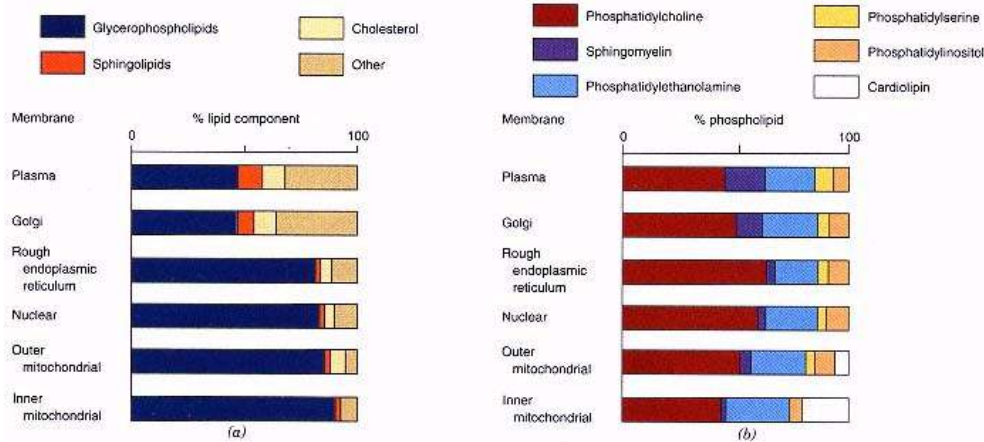 Glycerophospholipids
Cholesterol
Sphingolipids
Other
Membrane
% lipid component
0
100
Plasma
Golgi
Rough
endoplasmic
reticulum
Nuclear
Outer
mitochondrial
Inner
mitochondrial
(a)
Phosphatidylcholine
Phosphatidylserine
Sphingomyelin
Phosphatidylinositol
Phosphatidylethanolamine
Cardiolipin
Membrane
% phospholipid
0
100
Plasma
Golgi
Rough
endoplasmic
reticulum
Nuclear
Outer
mitochondrial
Inner
mitochondrial
(b)